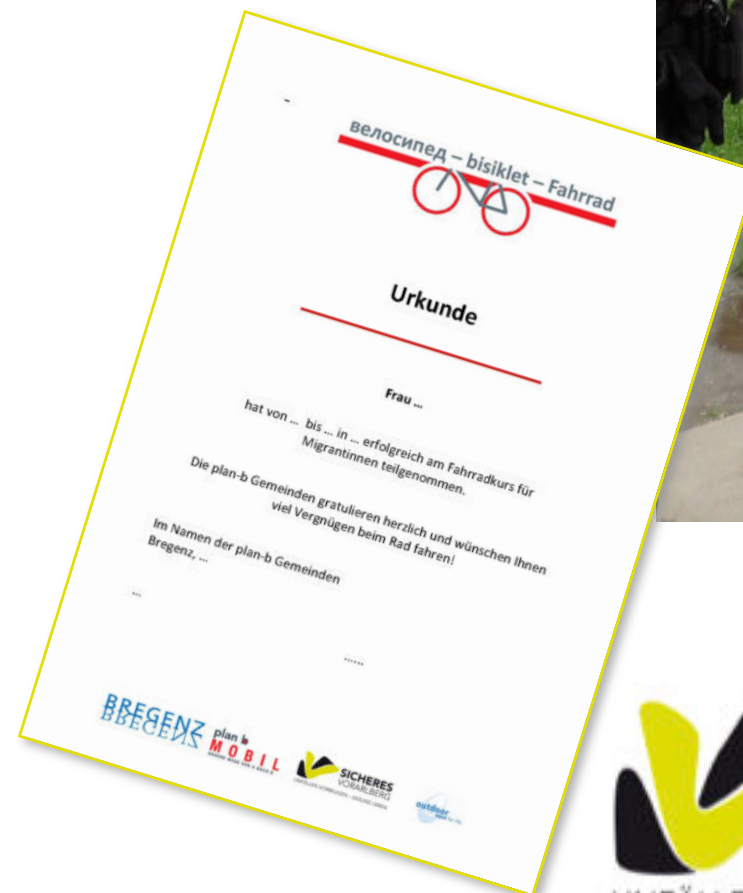 -
велосипед – bisiklet – Fahrrad
Urkunde
Frau ...
hat von ... bis ... in ... erfolgreich am Fahrradkurs für
Migrantinnen teilgenommen.
Die plan-b Gemeinden gratulieren herzlich und wünschen Ihnen
viel Vergnügen beim Rad fahren!
Im Namen der plan-b Gemeinden
Bregenz, ...
...
......
BREGENZ
plan b
MOBIL
SICHERES
VORARLBERG
outdoor